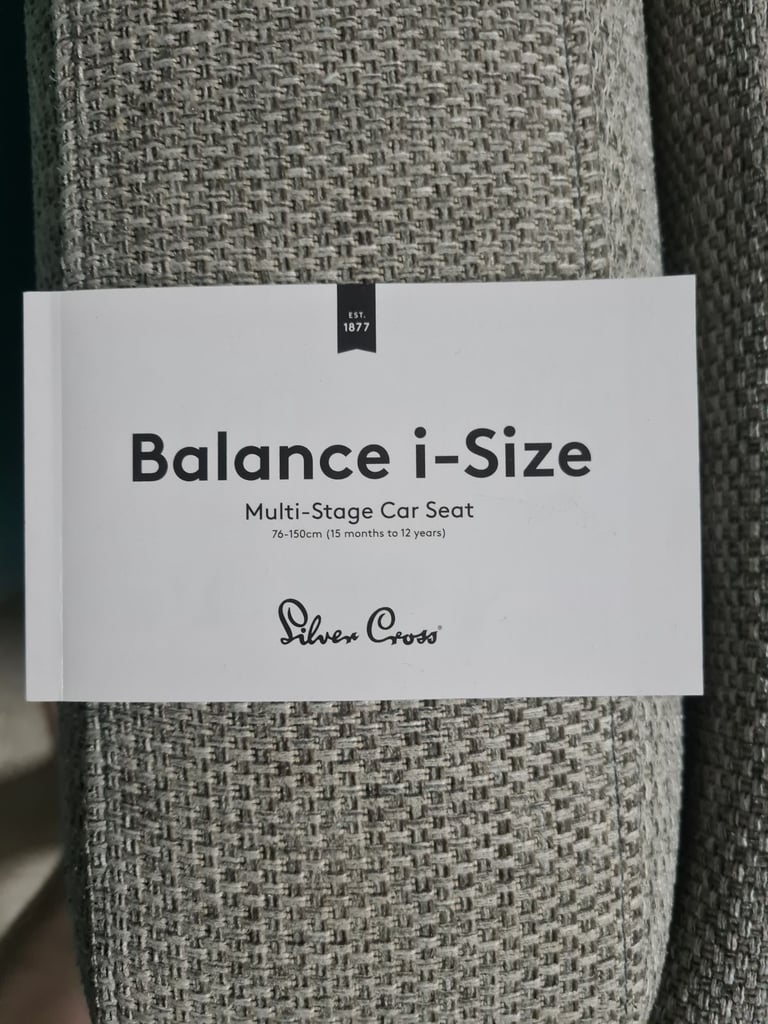 EST.
1877
Balance i-Size
Multi-Stage Car Seat
76-150cm (15 months to 12 years)
Silver Cross®